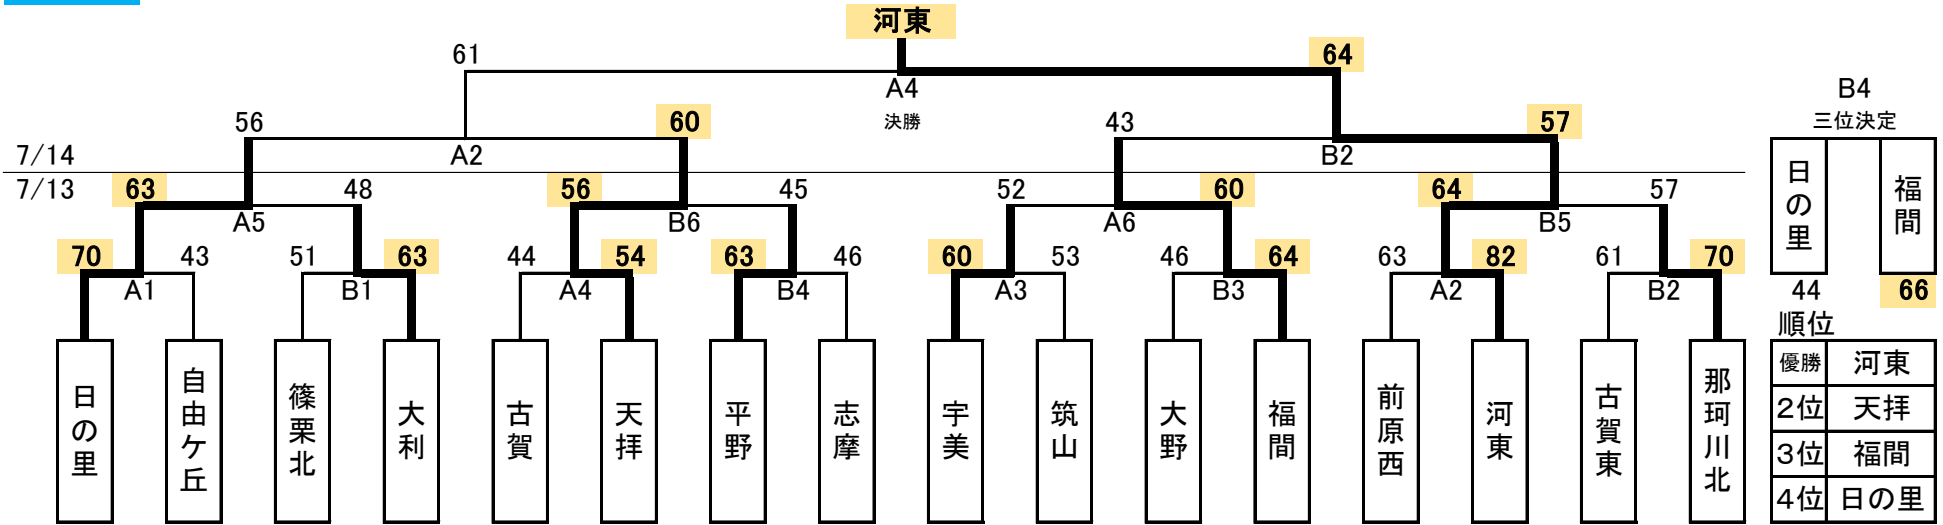 河東
61 64
A4
決勝
B4
三位決定
56 60 43 57
A2 B2
7/14
7/13
63 48 56 45 52 60 64 57
A5 B6 A6 B5
日の里 福間
70 43 51 63 44 54 63 46 60 53 46 64 63 82 61 70
A1 B1 A4 B4 A3 B3 A2 B2
44 66
日の里 自由ケ丘 篠栗北 大利 古賀 天拝 平野 志摩 宇美 筑山 大野 福間 前原西 河東 古賀東 那珂川北
順位
優勝 河東
2位 天拝
3位 福間
4位 日の里